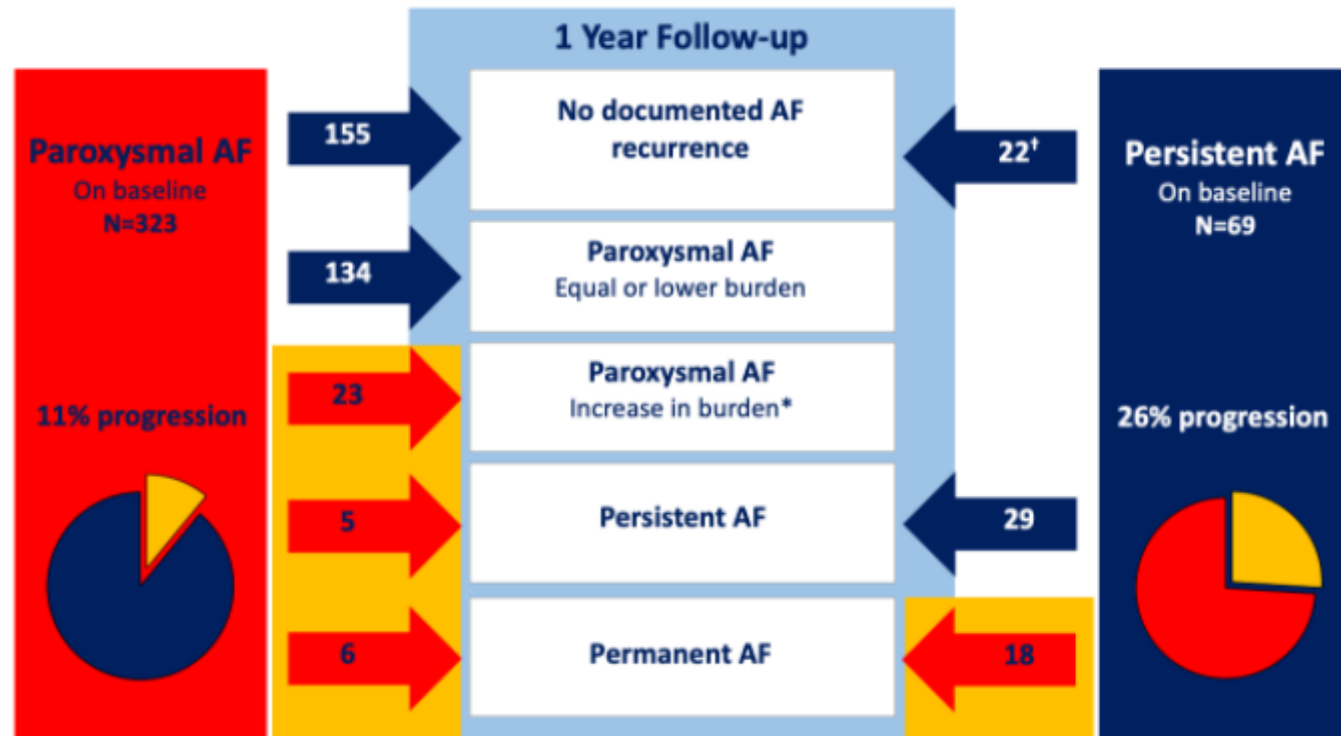 1 Year Follow-up
Paroxysmal AF
On baseline
N=323
11% progression
155
134
23
5
6
No documented AF
recurrence
Paroxysmal AF
Equal or lower burden
Paroxysmal AF
Increase in burden*
Persistent AF
Permanent AF
22†
29
18
Persistent AF
On baseline
N=69
26% progression